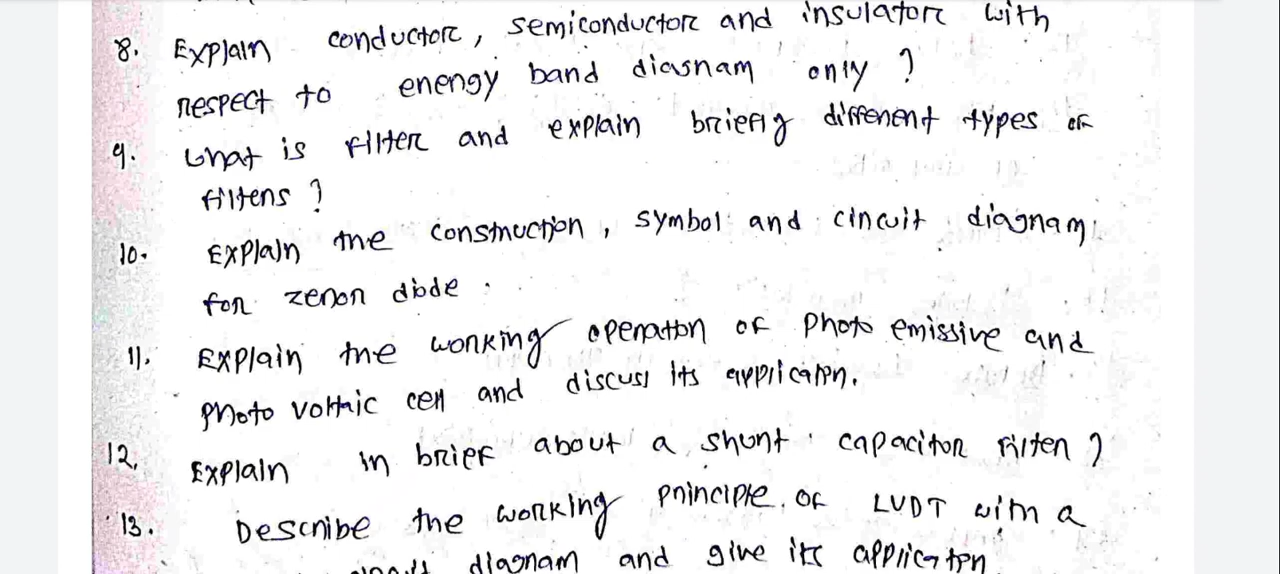 8. Explain conductor, semiconductor and insulator with
respect to energy band diagram only ?
9. What is filter and explain briefly different types of
filters ?
10. Explain the construction, symbol and circuit diagram
for zenor diode.
11. Explain the working operation of photo emissive and
photo voltaic cell and discuss its application.
12. Explain in brief about a shunt capacitor filter ?
13. Describe the working principle of LVDT with a
diagram and give its application